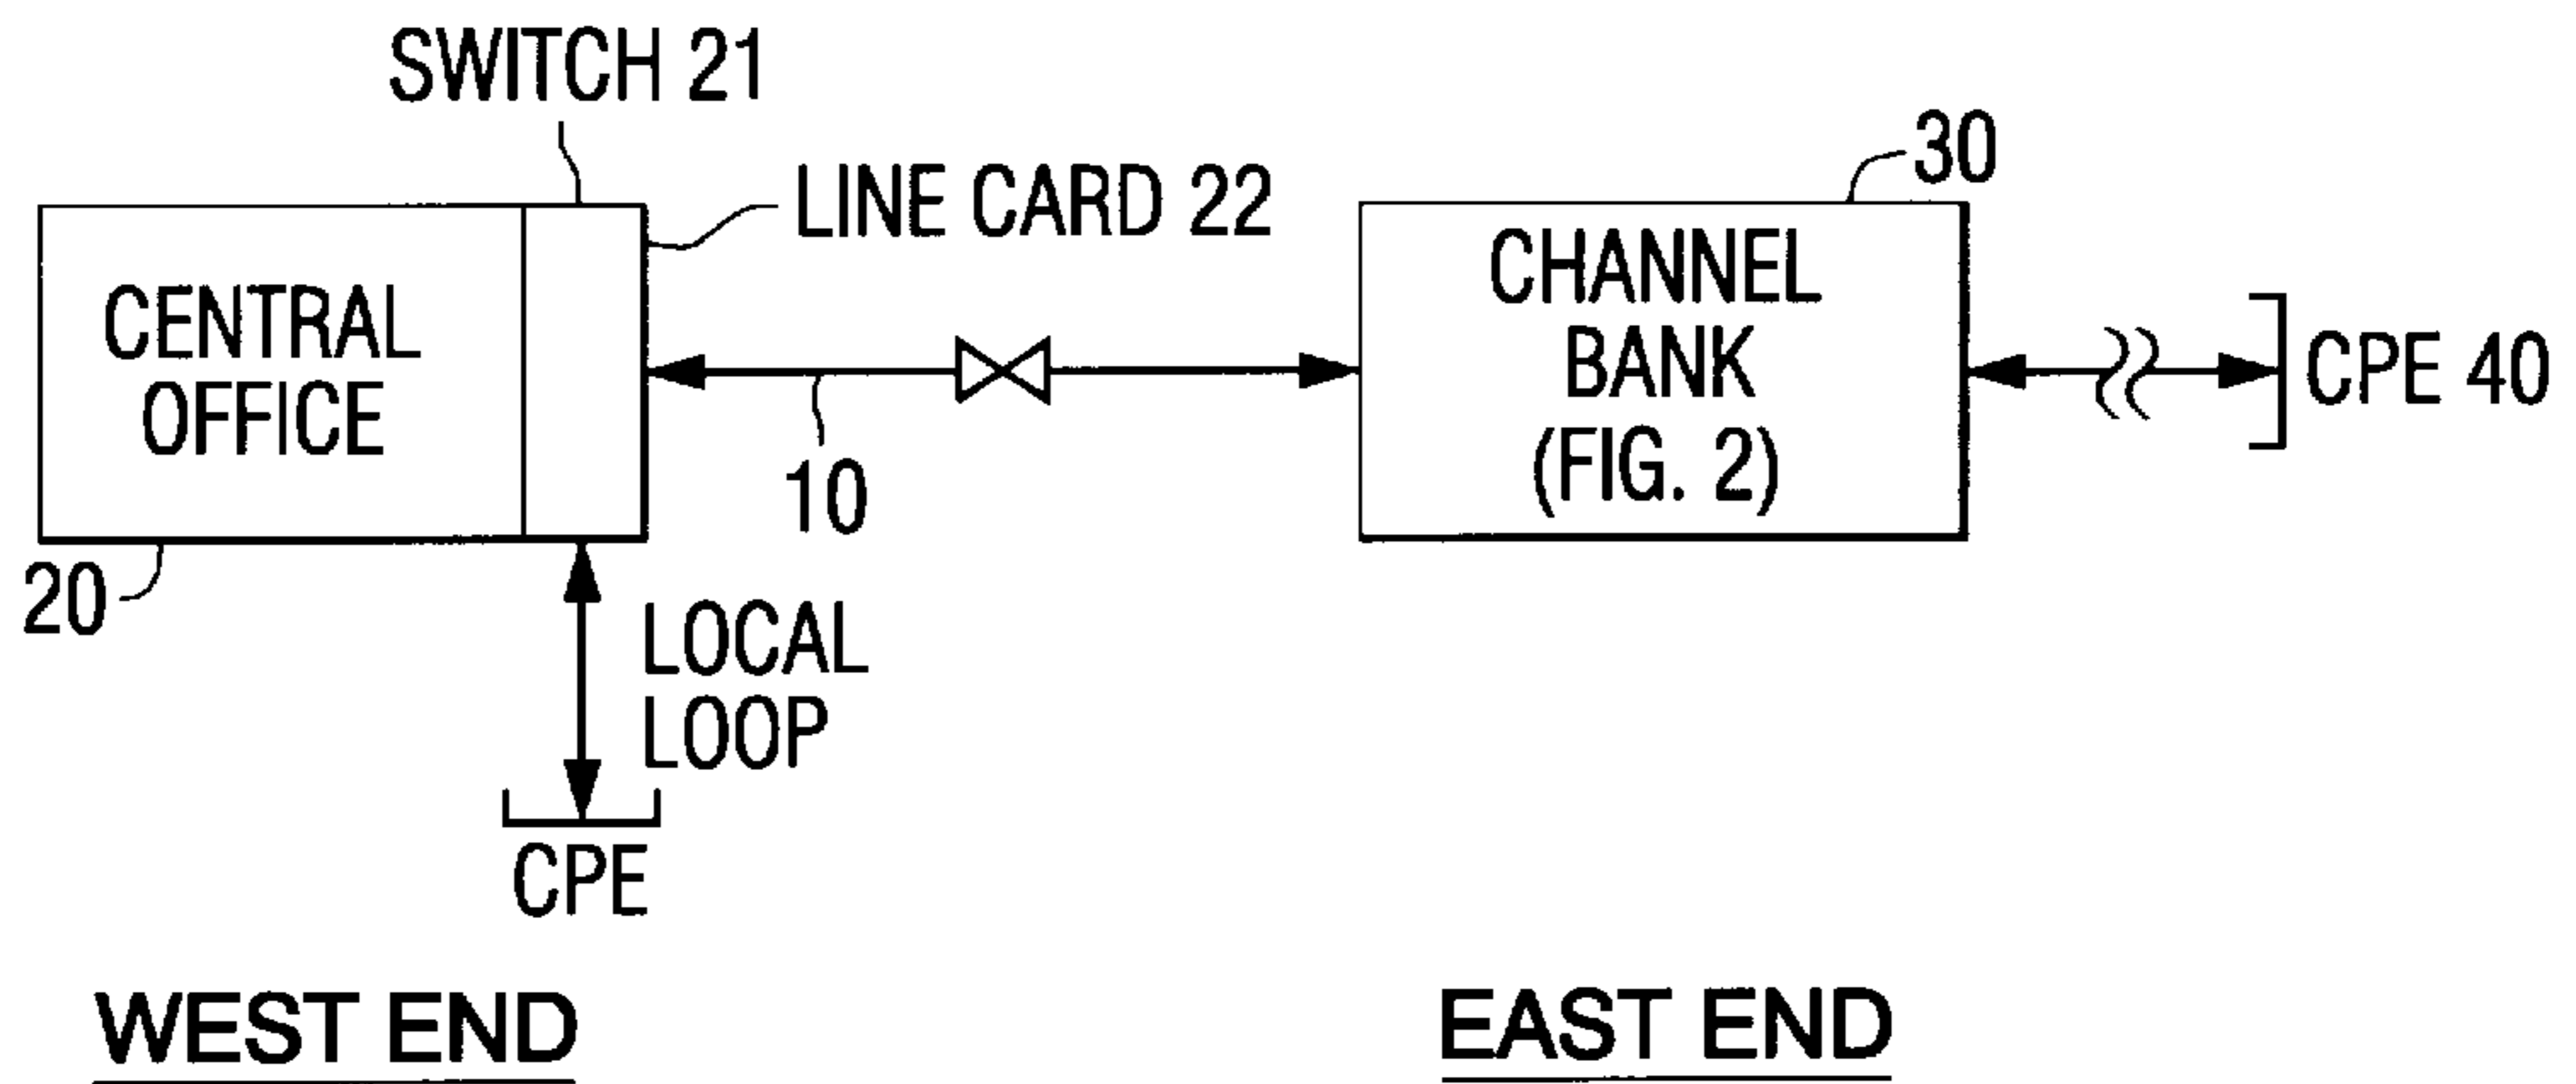 SWITCH 21
LINE CARD 22
30
CENTRAL
OFFICE
CHANNEL
BANK
(FIG. 2)
CPE 40
10
20
LOCAL
LOOP
CPE
WEST END
EAST END